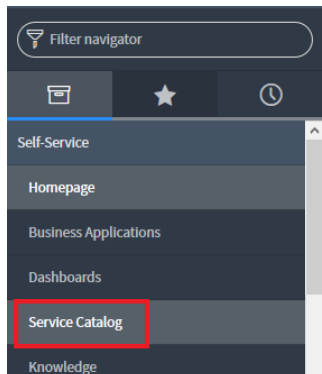 Filter navigator
Self-Service
Homepage
Business Applications
Dashboards
Service Catalog
Knowledge